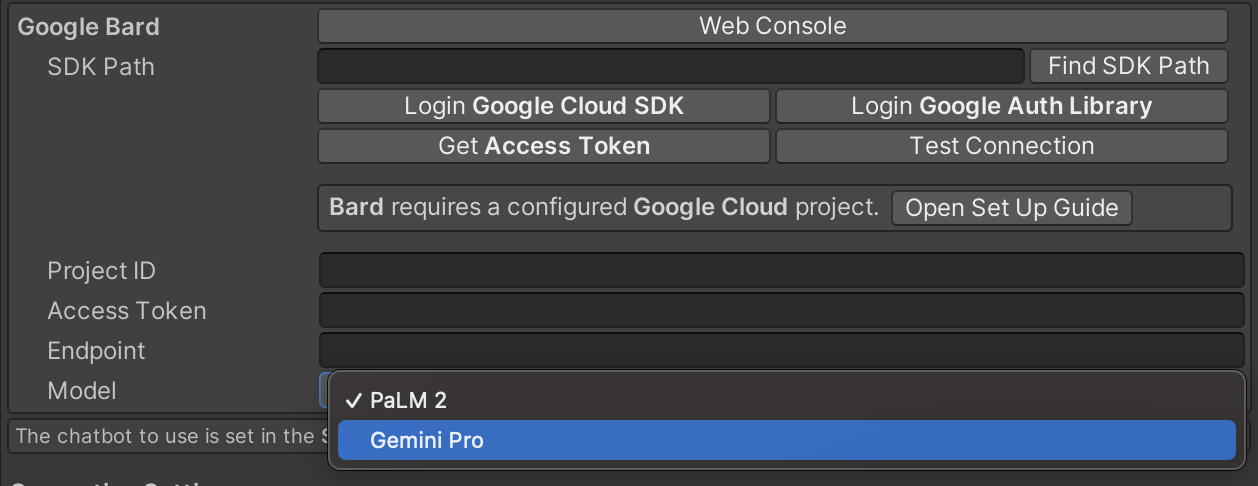 Google Bard
Web Console
SDK Path
Find SDK Path
Login Google Cloud SDK
Login Google Auth Library
Get Access Token
Test Connection
Bard requires a configured Google Cloud project.
Open Set Up Guide
Project ID
Access Token
Endpoint
Model
✓ PaLM 2
The chatbot to use is set in the
Gemini Pro